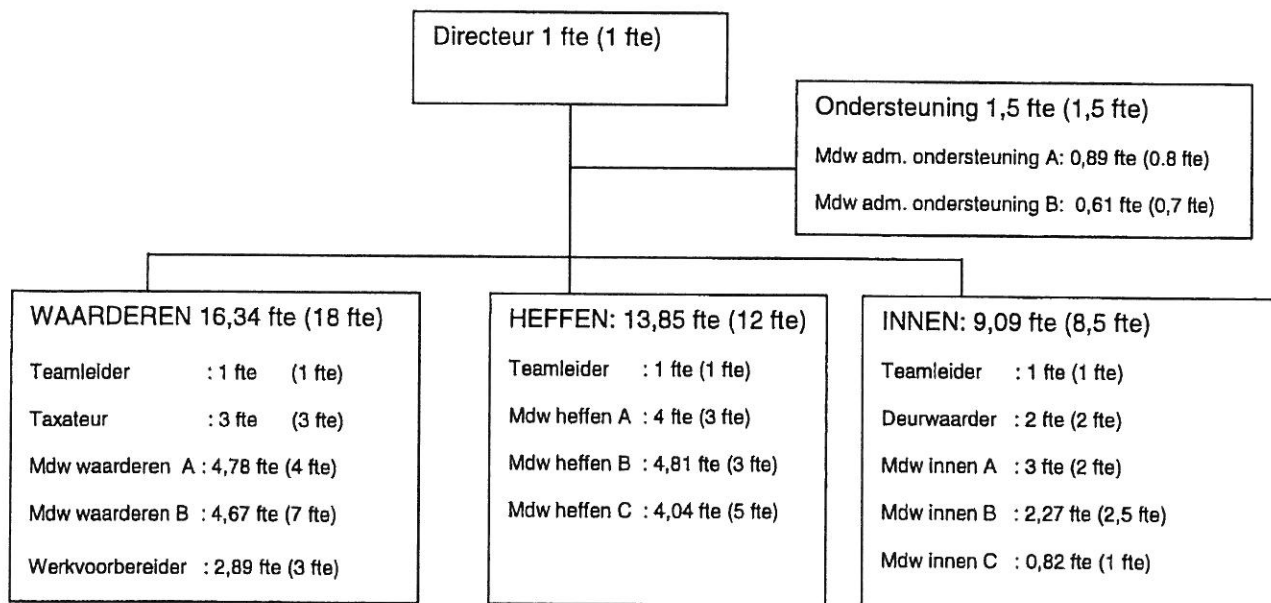 Directeur 1 fte (1 fte)
Ondersteuning 1,5 fte (1,5 fte)
Mdw adm. ondersteuning A: 0,89 fte (0.8 fte)
Mdw adm. ondersteuning B: 0,61 fte (0,7 fte)
WAARDEREN 16,34 fte (18 fte)
Teamleider : 1 fte (1 fte)
Taxateur : 3 fte (3 fte)
Mdw waarderen A : 4,78 fte (4 fte)
Mdw waarderen B : 4,67 fte (7 fte)
Werkvoorbereider : 2,89 fte (3 fte)
HEFFEN: 13,85 fte (12 fte)
Teamleider : 1 fte (1 fte)
Mdw heffen A : 4 fte (3 fte)
Mdw heffen B : 4,81 fte (3 fte)
Mdw heffen C : 4,04 fte (5 fte)
INNEN: 9,09 fte (8,5 fte)
Teamleider : 1 fte (1 fte)
Deurwaarder : 2 fte (2 fte)
Mdw innen A : 3 fte (2 fte)
Mdw innen B : 2,27 fte (2,5 fte)
Mdw innen C : 0,82 fte (1 fte)